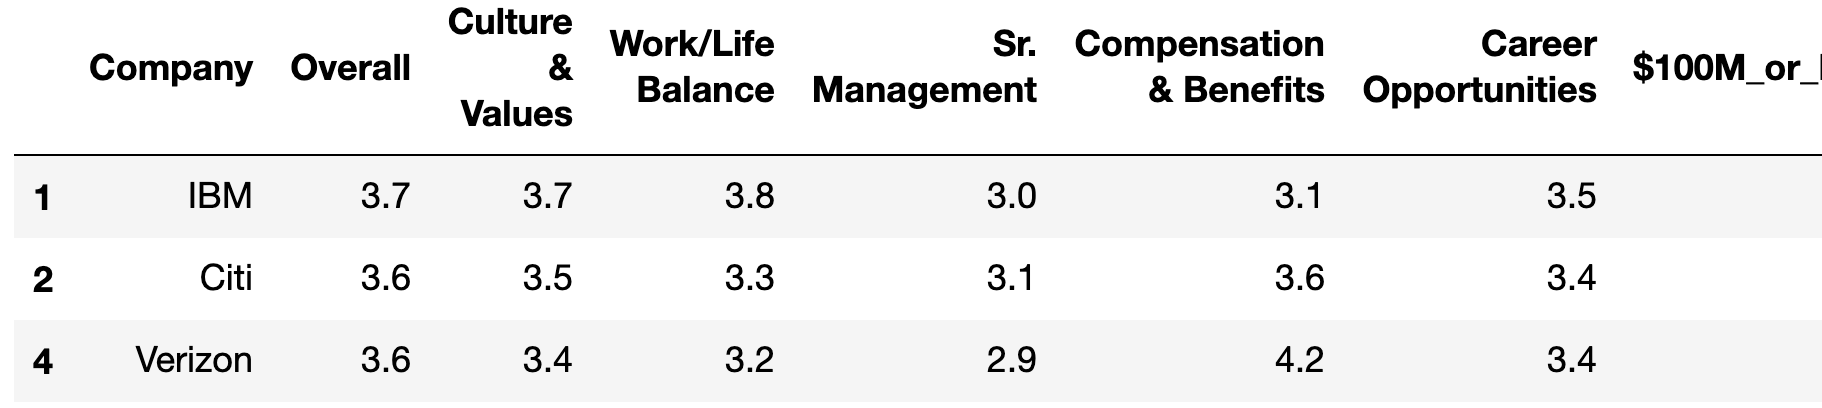 Company Overall Culture & Values Work/Life Balance Sr. Management Compensation & Benefits Career Opportunities $100M_or_
1 IBM 3.7 3.7 3.8 3.0 3.1 3.5
2 Citi 3.6 3.5 3.3 3.1 3.6 3.4
4 Verizon 3.6 3.4 3.2 2.9 4.2 3.4